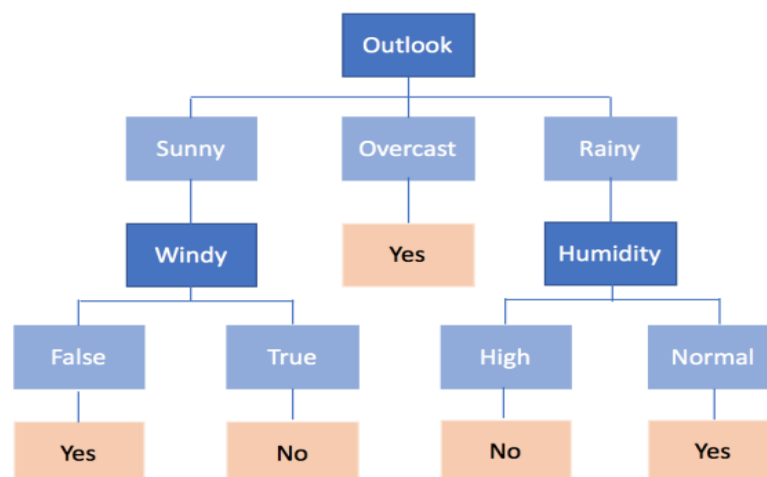 Outlook
Sunny Overcast Rainy
Windy Yes Humidity
False True High Normal
Yes No No Yes